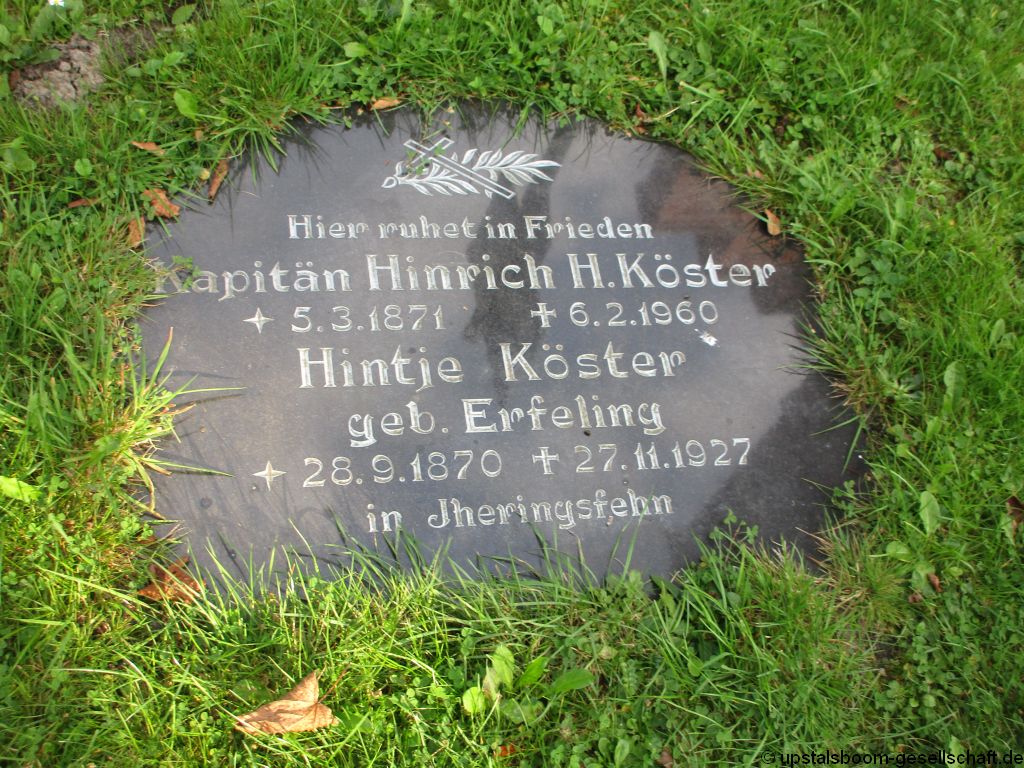 Hier ruhet in Frieden
Kapitän Hinrich H. Köster
5.3.1871 6.2.1960
Hintje Köster
geb. Erfeling
28.9.1870 27.11.1927
in Jheringsfehn
© upstalsboom-gesellschaft.de